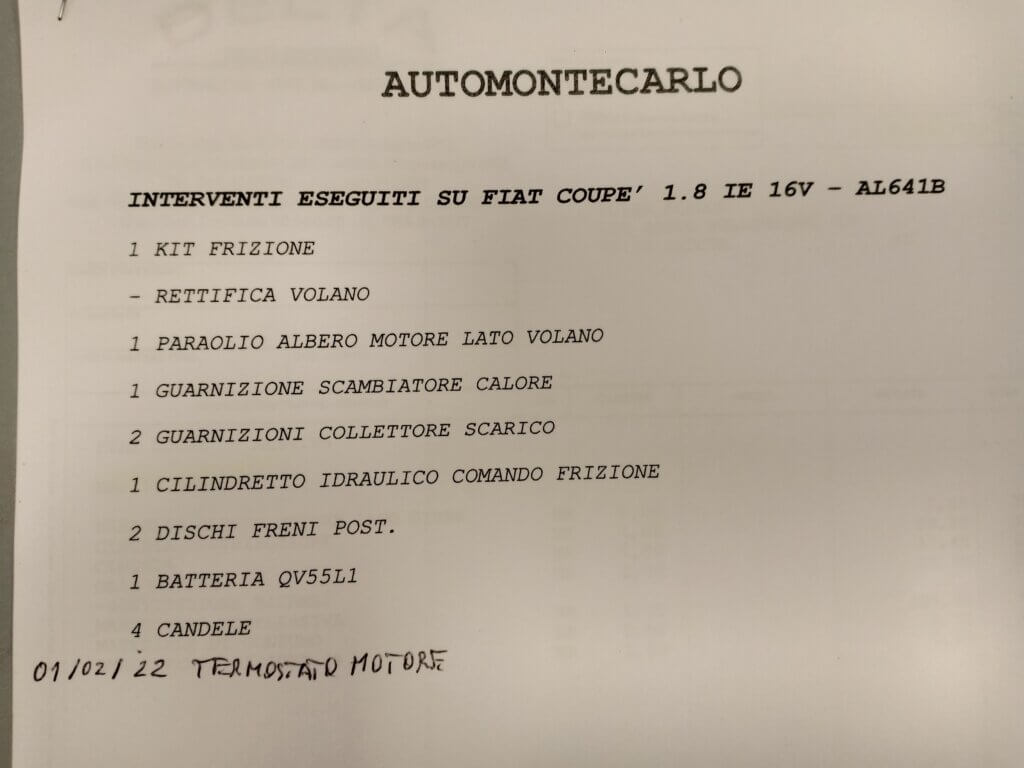 AUTOMONTECARLO
INTERVENTI ESEGUITI SU FIAT COUPE' 1.8 IE 16V – AL641B
1 KIT FRIZIONE
– RETTIFICA VOLANO
1 PARAOLIO ALBERO MOTORE LATO VOLANO
1 GUARNIZIONE SCAMBIATORE CALORE
2 GUARNIZIONI COLLETTORE SCARICO
1 CILINDRETTO IDRAULICO COMANDO FRIZIONE
2 DISCHI FRENI POST.
1 BATTERIA QV55L1
4 CANDELE
01/02/22 TERMOSTATO MOTORE